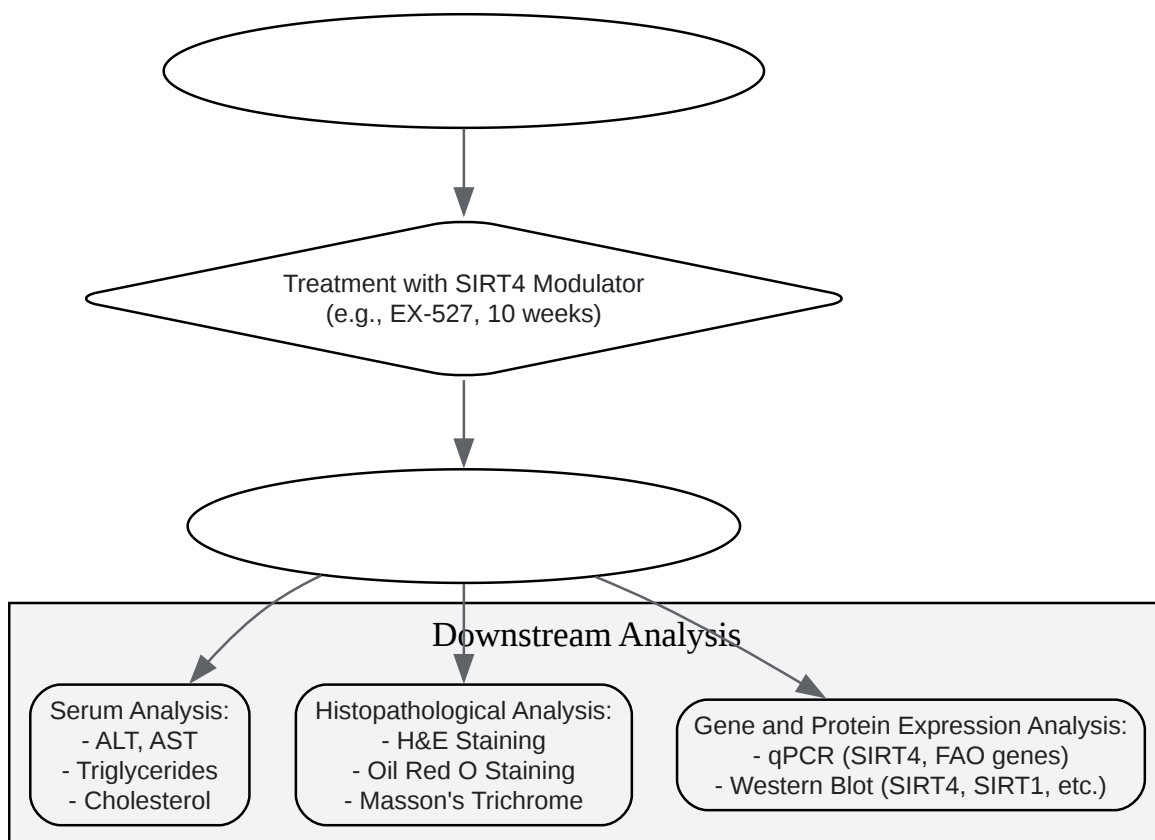 Treatment with SIRT4 Modulator
(e.g., EX-527, 10 weeks)
Downstream Analysis
Serum Analysis:
- ALT, AST
- Triglycerides
- Cholesterol
Histopathological Analysis:
- H&E Staining
- Oil Red O Staining
- Masson's Trichrome
Gene and Protein Expression Analysis:
- qPCR (SIRT4, FAO genes)
- Western Blot (SIRT4, SIRT1, etc.)